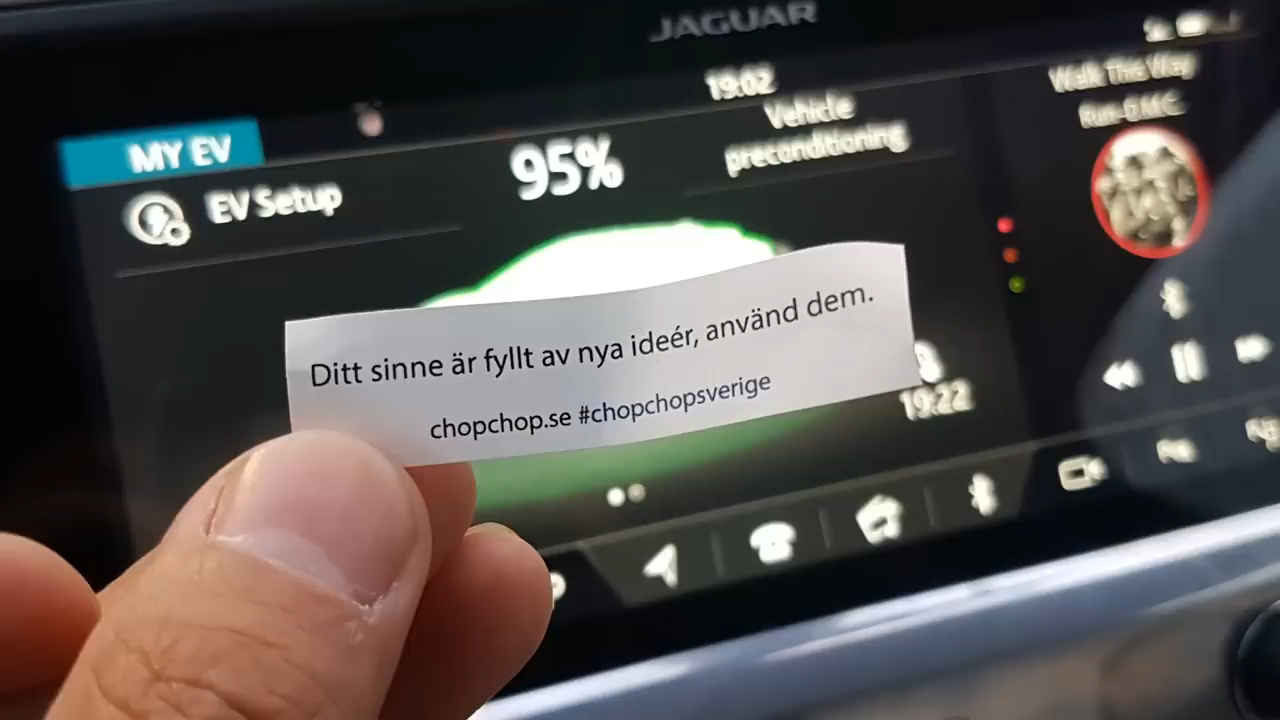 JAGUAR
19:02
Walk This Way
Run-DMC
MY EV
95%
Vehicle
preconditioning
EV Setup
Ditt sinne är fyllt av nya ideér, använd dem.
chopchop.se #chopchopsverige
19:22